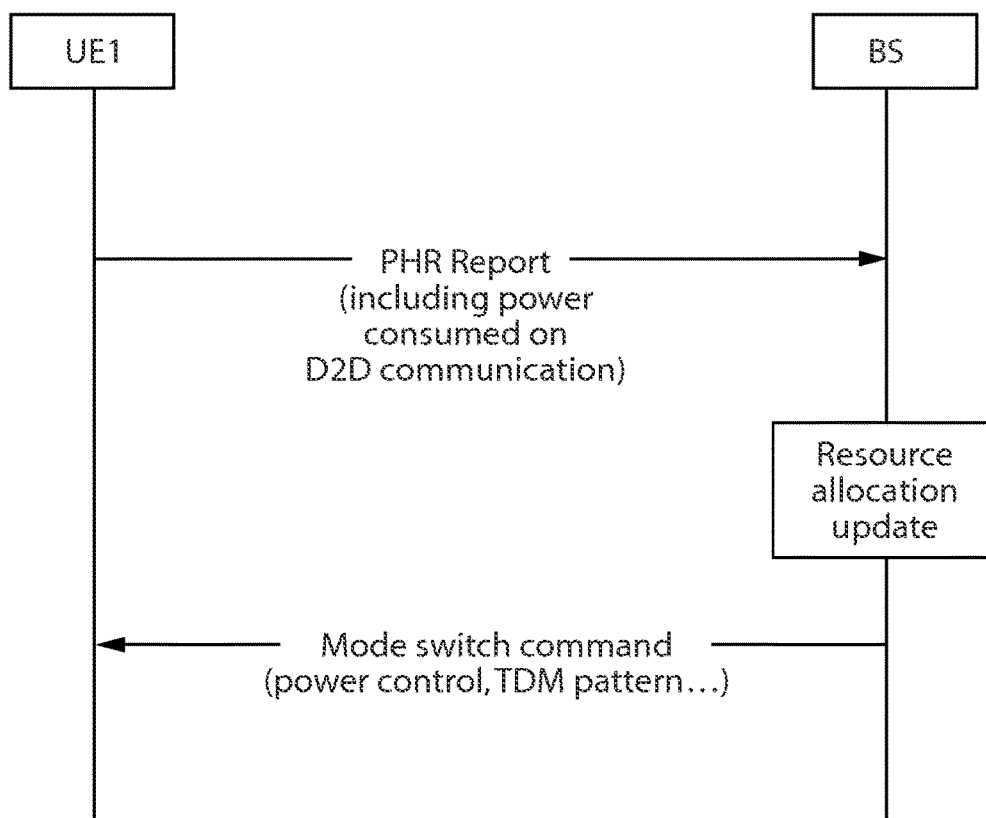 UE1
BS
PHR Report
(including power
consumed on
D2D communication)
Resource
allocation
update
Mode switch command
(power control, TDM pattern...)